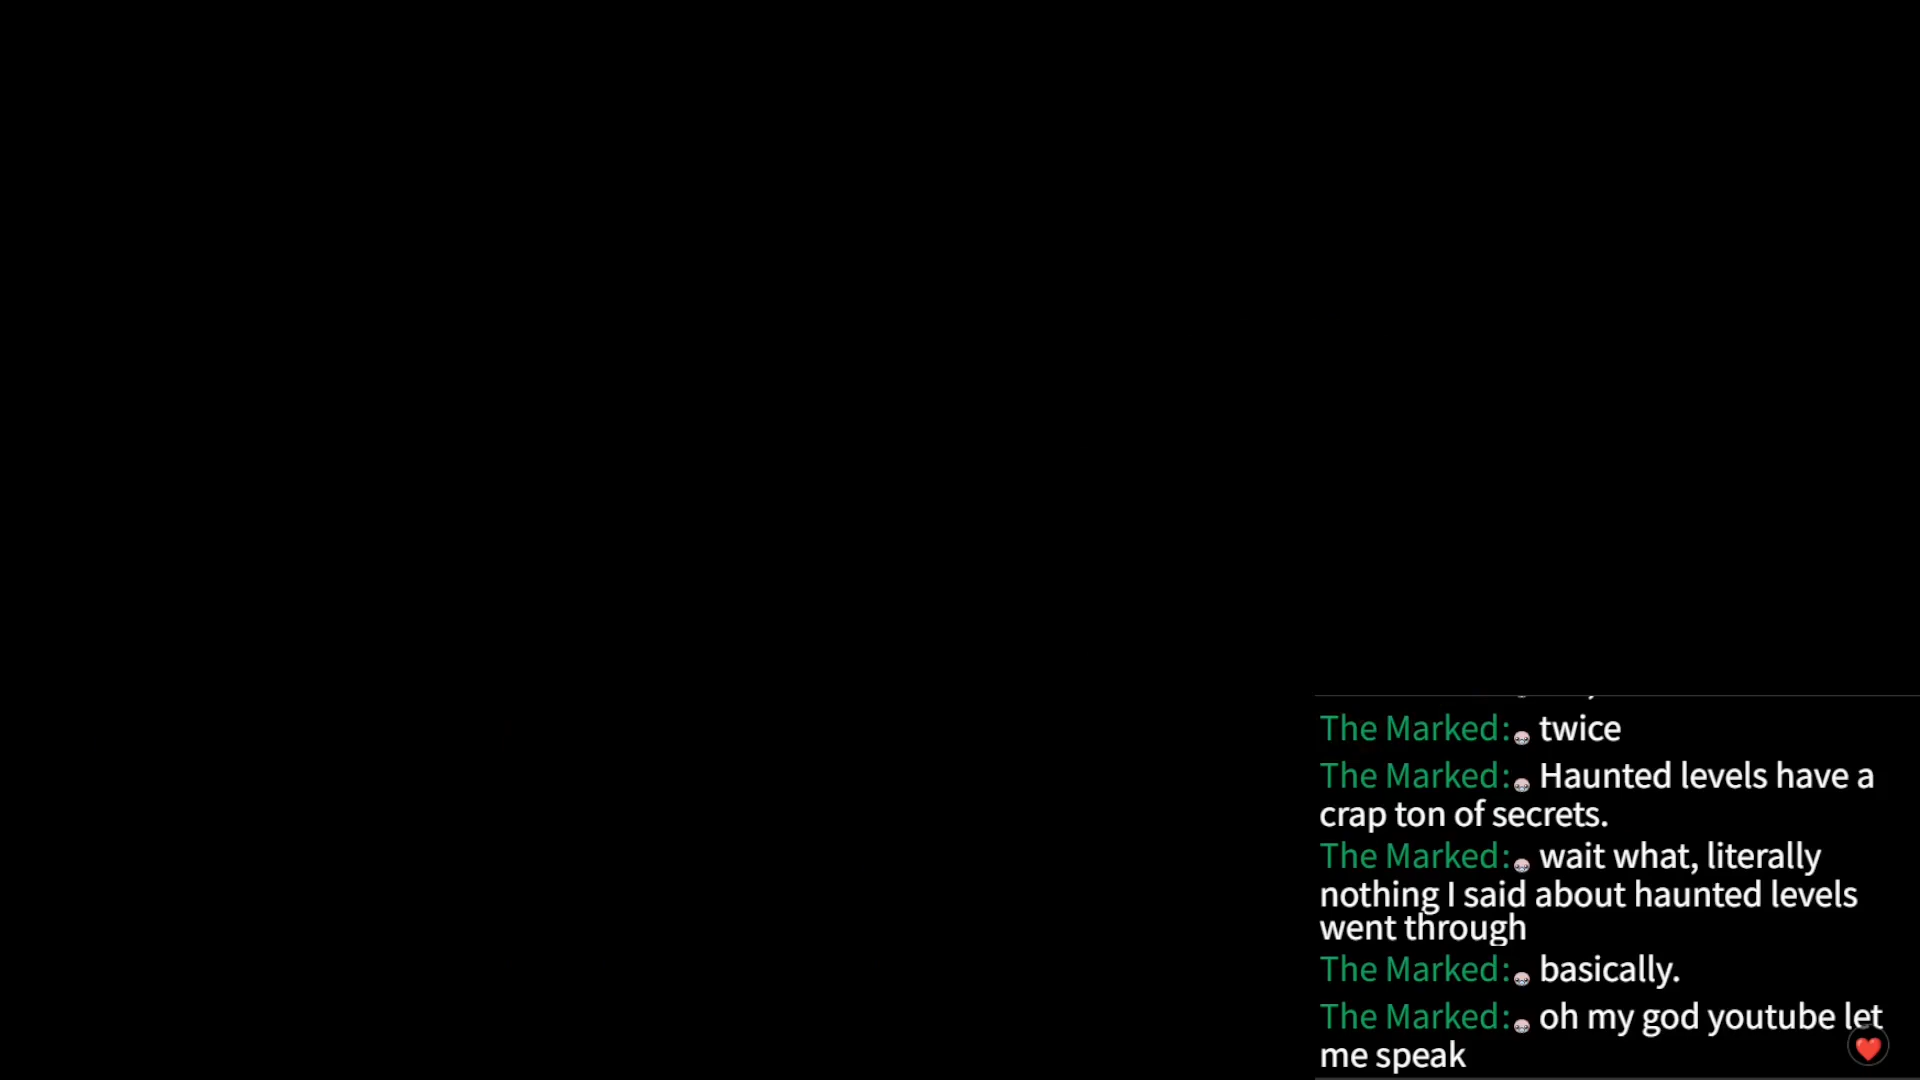 The Marked: twice
The Marked: Haunted levels have a
crap ton of secrets.
The Marked: wait what, literally
nothing I said about haunted levels
went through
The Marked: basically.
The Marked: oh my god youtube let
me speak